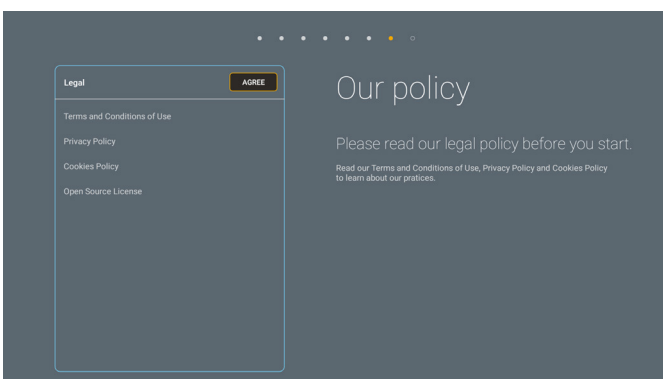 Legal
AGREE
Terms and Conditions of Use
Privacy Policy
Cookies Policy
Open Source License
Our policy
Please read our legal policy before you start.
Read our Terms and Conditions of Use, Privacy Policy and Cookies Policy
to learn about our pratices.